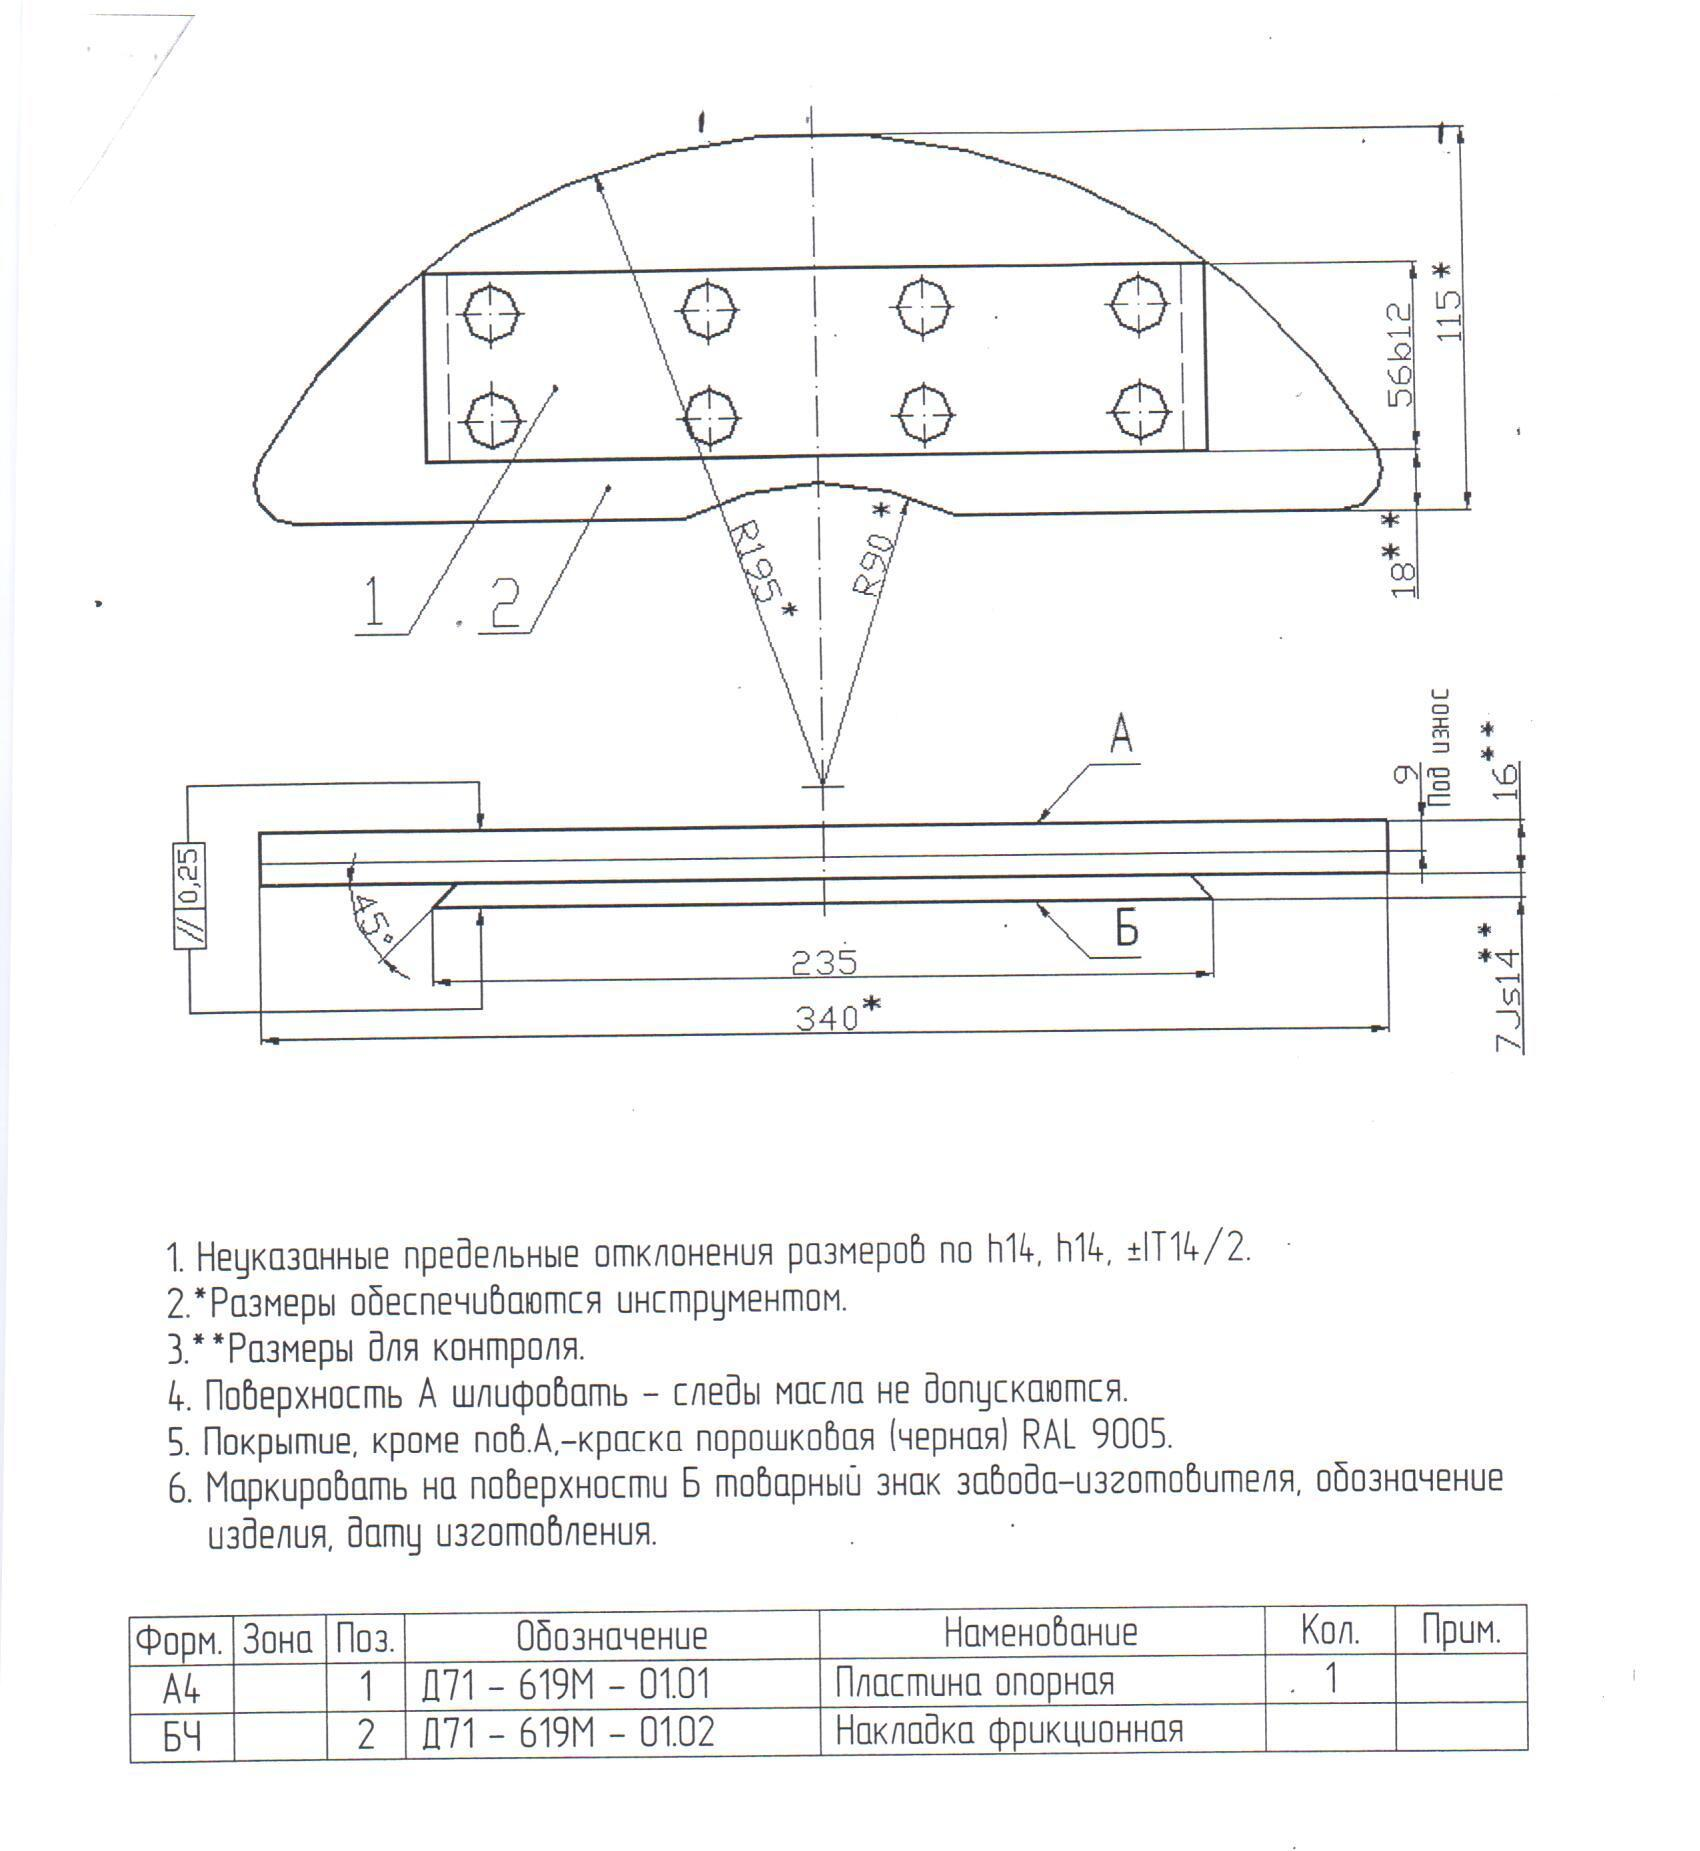 115*
56b12
18**
R195*
R90*
1
2
А
9
Под износ
16**
// 0,25
45°
Б
235
340*
7Js14**
1. Неуказанные предельные отклонения размеров по h14, h14, ±IT14/2.
2.*Размеры обеспечиваются инструментом.
3.**Размеры для контроля.
4. Поверхность А шлифовать – следы масла не допускаются.
5. Покрытие, кроме пов.А,–краска порошковая (черная) RAL 9005.
6. Маркировать на поверхности Б товарный знак завода–изготовителя, обозначение
изделия, дату изготовления.
Форм. Зона Поз. Обозначение Наменование Кол. Прим.
А4 1 Д71 – 619М – 01.01 Пластина опорная 1
БЧ 2 Д71 – 619М – 01.02 Накладка фрикционная